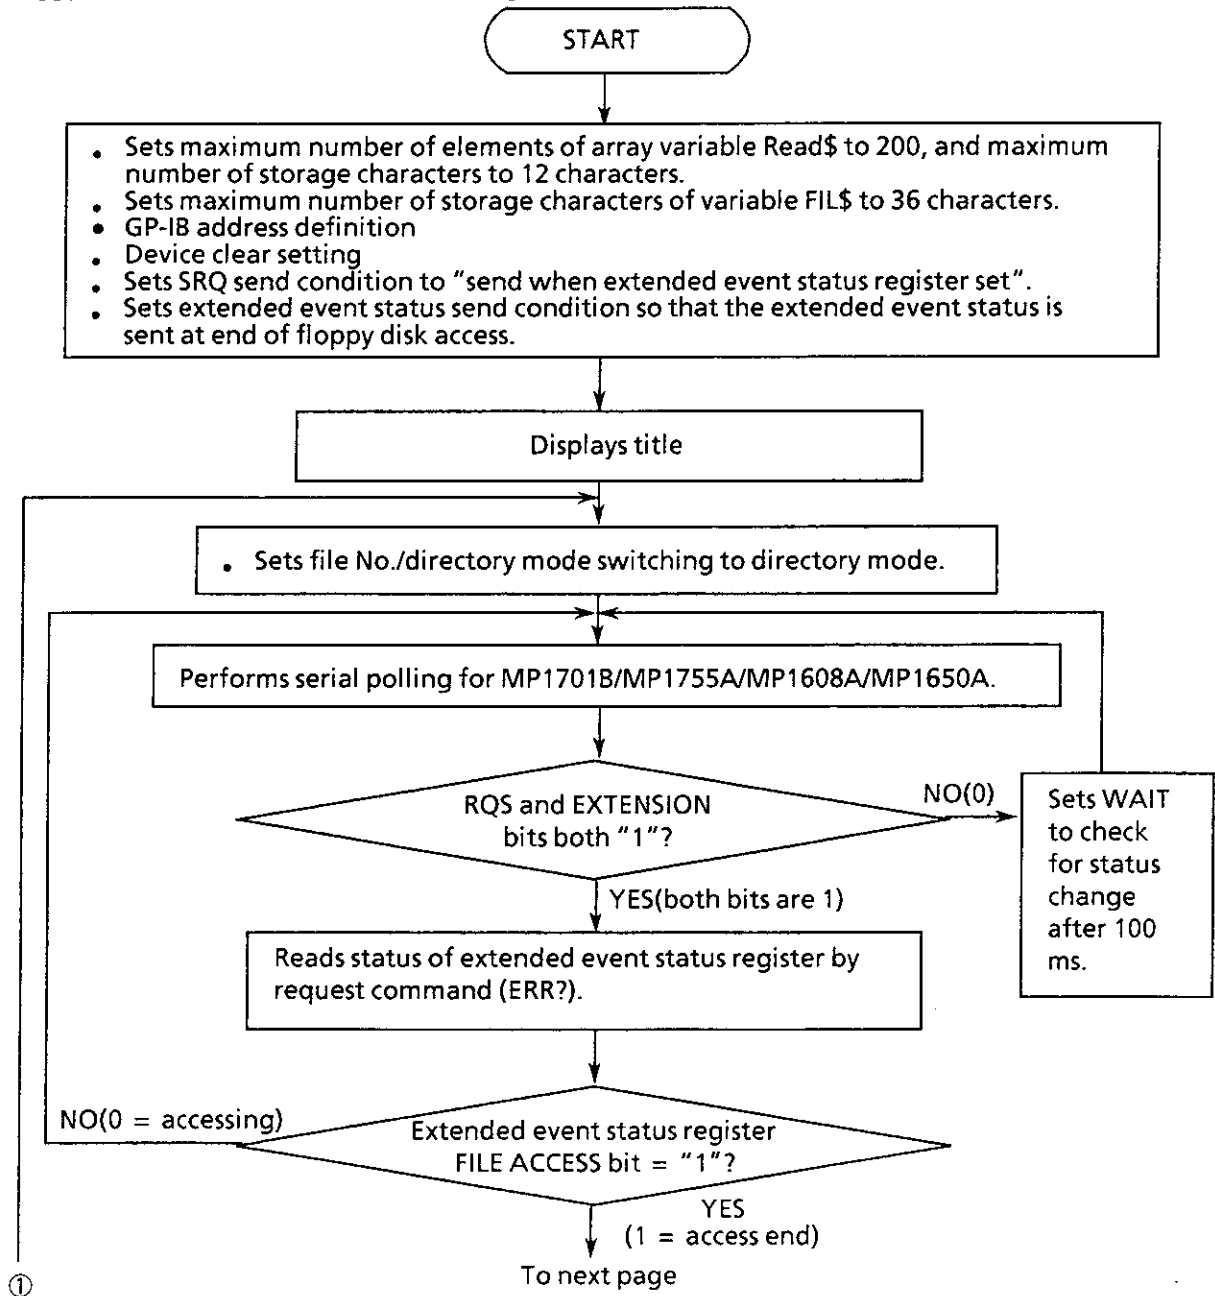 START
• Sets maximum number of elements of array variable Read$ to 200, and maximum
number of storage characters to 12 characters.
• Sets maximum number of storage characters of variable FIL$ to 36 characters.
• GP-IB address definition
• Device clear setting
• Sets SRQ send condition to "send when extended event status register set".
• Sets extended event status send condition so that the extended event status is
sent at end of floppy disk access.
Displays title
• Sets file No./directory mode switching to directory mode.
Performs serial polling for MP1701B/MP1755A/MP1608A/MP1650A.
RQS and EXTENSION
bits both "1"?
NO(0)
Sets WAIT
to check
for status
change
after 100
ms.
YES(both bits are 1)
Reads status of extended event status register by
request command (ERR?).
NO(0 = accessing)
Extended event status register
FILE ACCESS bit = "1"?
YES
(1 = access end)
To next page
①